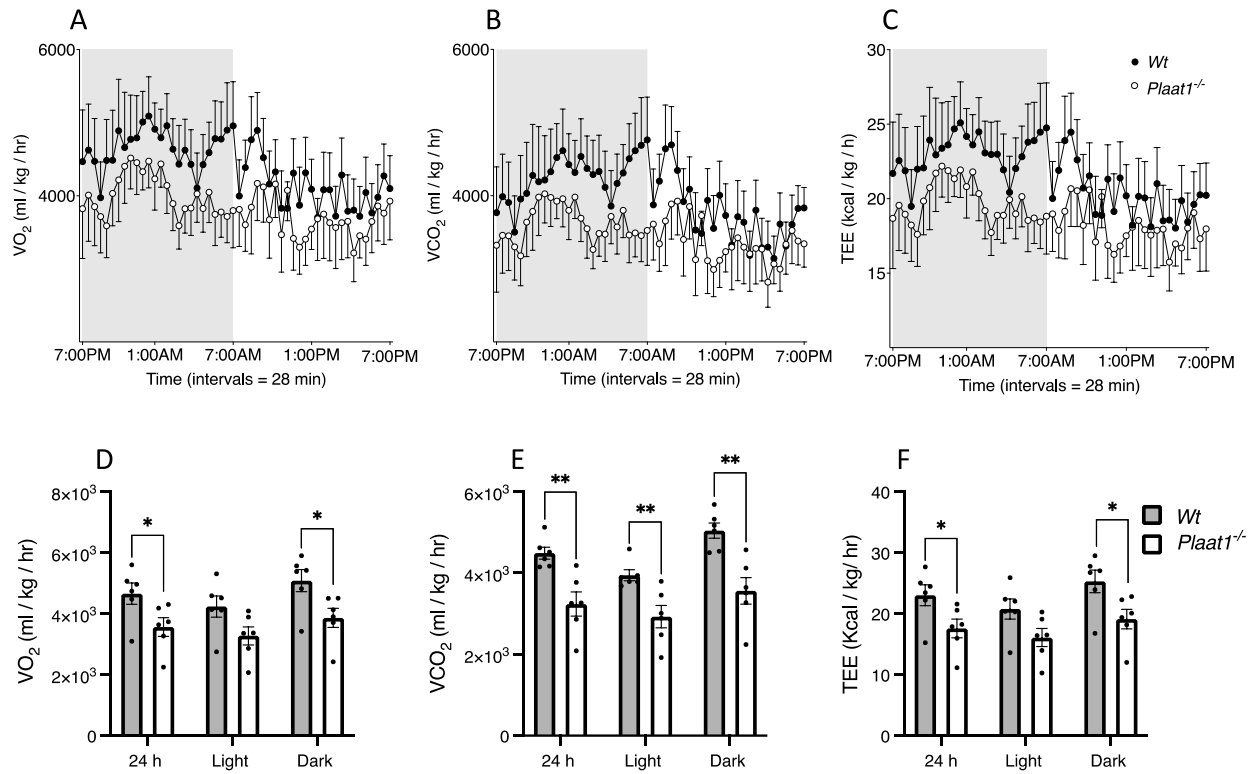 A
B
C
6000
4000
VO2 (ml / kg / hr)
7:00PM 1:00AM 7:00AM 1:00PM 7:00PM
Time (intervals = 28 min)
6000
4000
VCO2 (ml / kg / hr)
7:00PM 1:00AM 7:00AM 1:00PM 7:00PM
Time (intervals = 28 min)
30
25
20
15
TEE (kcal / kg / h)
Wt
Plaat1-/-
7:00PM 1:00AM 7:00AM 1:00PM 7:00PM
Time (intervals = 28 min)
D
E
F
8×10³
6×10³
4×10³
2×10³
0
VO2 (ml / kg / hr)
* *
24 h Light Dark
6×10³
4×10³
2×10³
0
VCO2 (ml / kg / hr)
** ** **
24 h Light Dark
40
30
20
10
0
TEE (Kcal / kg/ hr)
* *
Wt
Plaat1-/-
24 h Light Dark